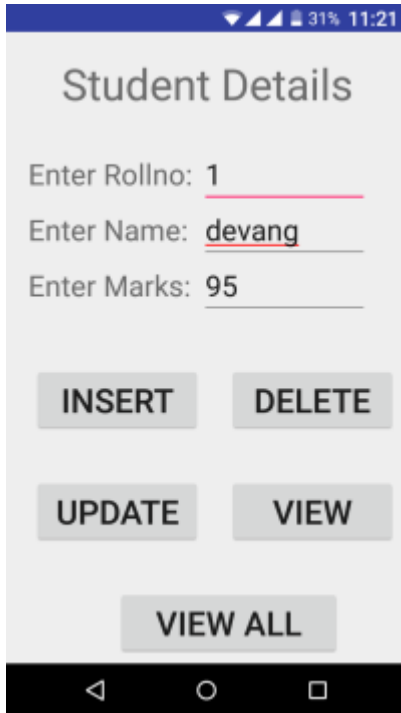 31% 11:21
Student Details
Enter Rollno: 1
Enter Name: devang
Enter Marks: 95
INSERT DELETE
UPDATE VIEW
VIEW ALL